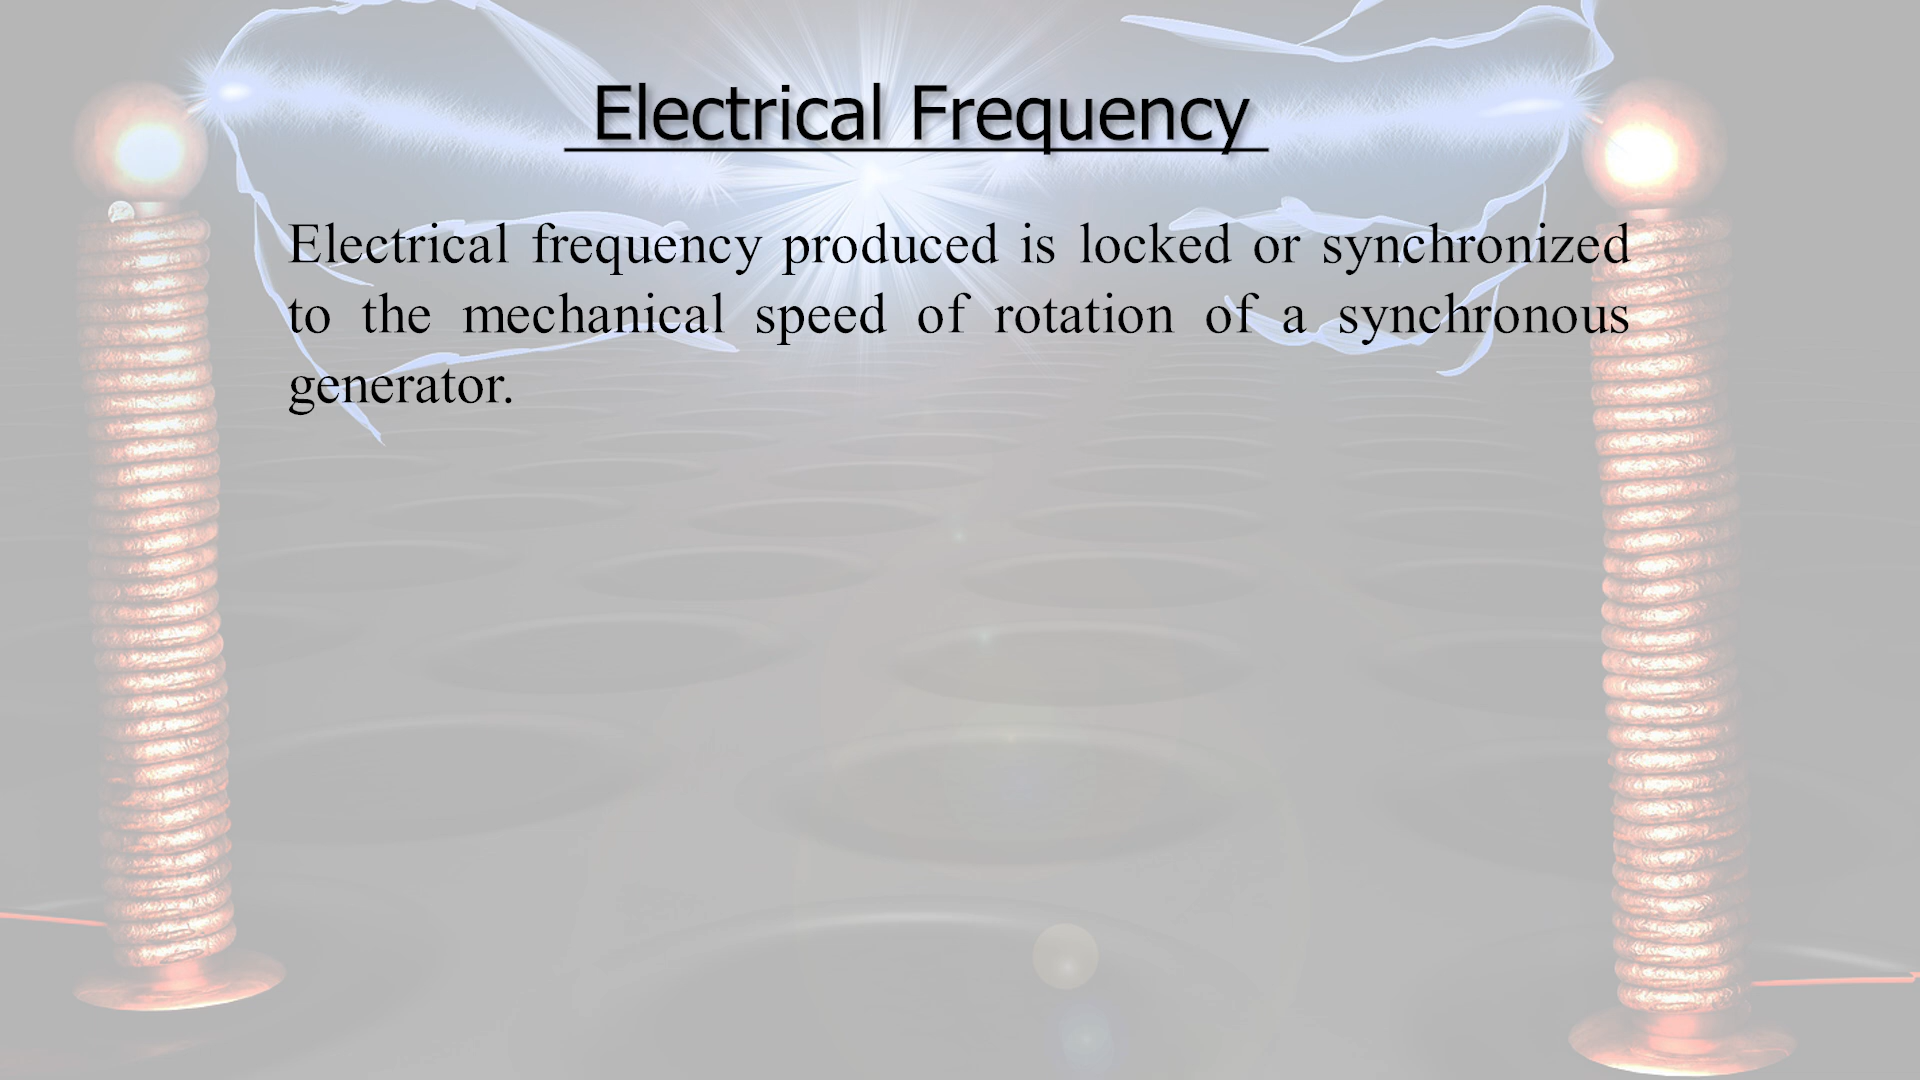 Electrical Frequency
Electrical frequency produced is locked or synchronized
to the mechanical speed of rotation of a synchronous
generator.